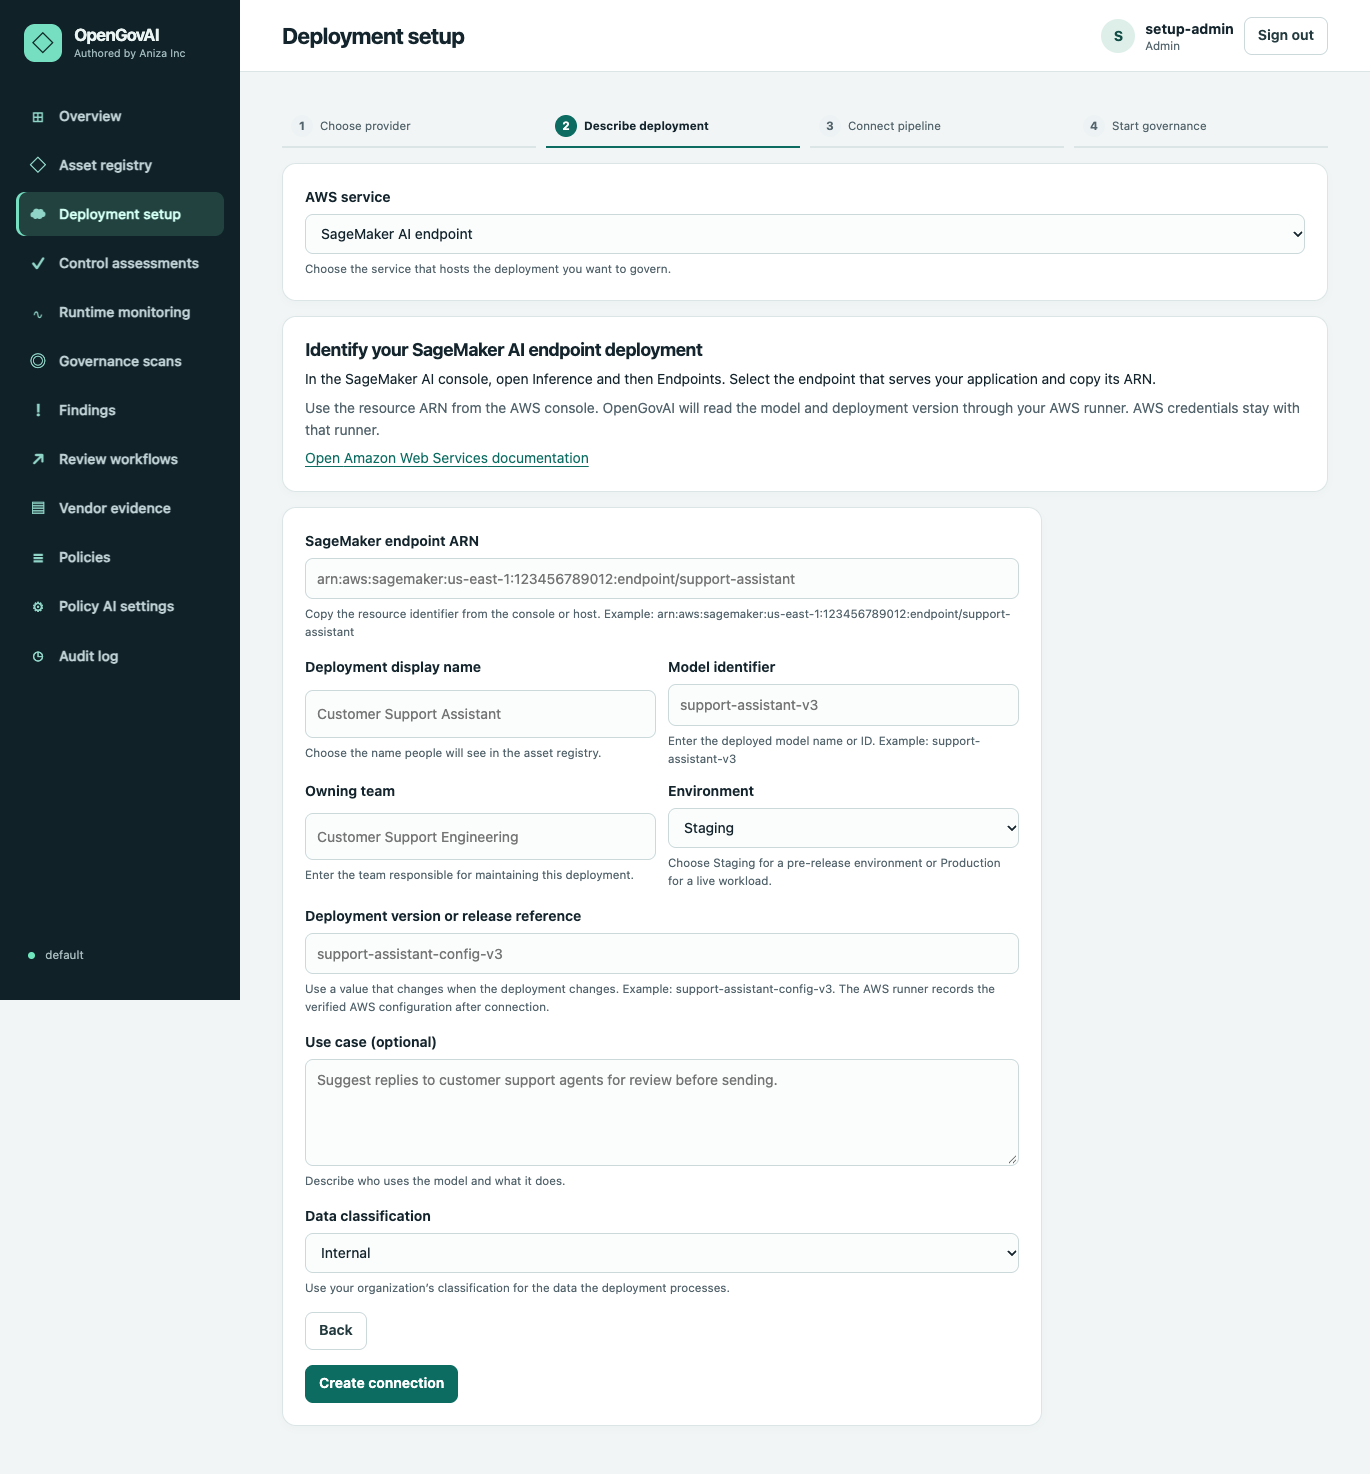 OpenGovAI
Authored by Aniza Inc
Overview
Asset registry
Deployment setup
Control assessments
Runtime monitoring
Governance scans
Findings
Review workflows
Vendor evidence
Policies
Policy AI settings
Audit log
default
Deployment setup
S
setup-admin
Admin
Sign out
1 Choose provider
2 Describe deployment
3 Connect pipeline
4 Start governance
AWS service
SageMaker AI endpoint
Choose the service that hosts the deployment you want to govern.
Identify your SageMaker AI endpoint deployment
In the SageMaker AI console, open Inference and then Endpoints. Select the endpoint that serves your application and copy its ARN.
Use the resource ARN from the AWS console. OpenGovAI will read the model and deployment version through your AWS runner. AWS credentials stay with
that runner.
Open Amazon Web Services documentation
SageMaker endpoint ARN
arn:aws:sagemaker:us-east-1:123456789012:endpoint/support-assistant
Copy the resource identifier from the console or host. Example: arn:aws:sagemaker:us-east-1:123456789012:endpoint/support-
assistant
Deployment display name
Customer Support Assistant
Choose the name people will see in the asset registry.
Model identifier
support-assistant-v3
Enter the deployed model name or ID. Example: support-
assistant-v3
Owning team
Customer Support Engineering
Enter the team responsible for maintaining this deployment.
Environment
Staging
Choose Staging for a pre-release environment or Production
for a live workload.
Deployment version or release reference
support-assistant-config-v3
Use a value that changes when the deployment changes. Example: support-assistant-config-v3. The AWS runner records the
verified AWS configuration after connection.
Use case (optional)
Suggest replies to customer support agents for review before sending.
Describe who uses the model and what it does.
Data classification
Internal
Use your organization's classification for the data the deployment processes.
Back
Create connection